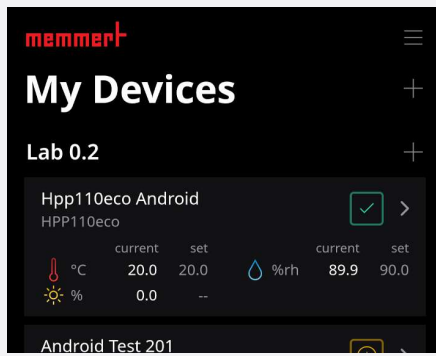 memmert
My Devices
Lab 0.2
Hpp110eco Android
HPP110eco
current set current set
°C 20.0 20.0 %rh 89.9 90.0
% 0.0 --
Android Test 201